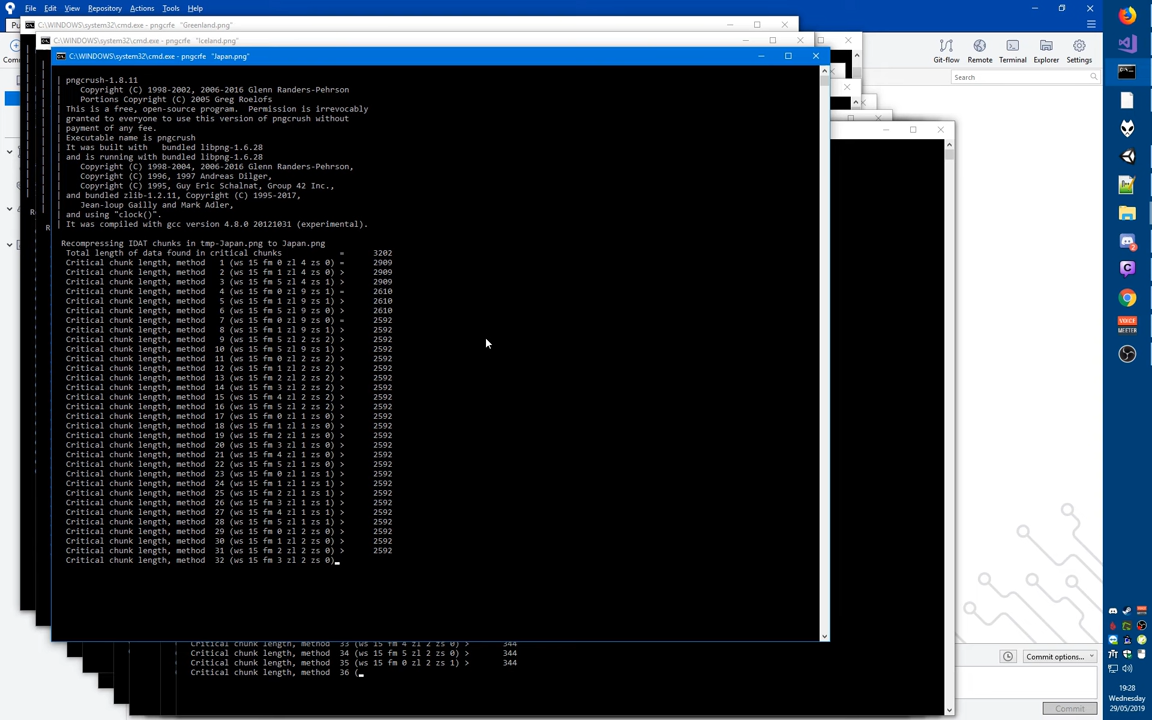 File Edit View Repository Actions Tools Help
C:\WINDOWS\system32\cmd.exe - pngcrfe "Greenland.png"
C:\WINDOWS\system32\cmd.exe - pngcrfe "Iceland.png"
C:\WINDOWS\system32\cmd.exe - pngcrfe "Japan.png"
Git-flow Remote Terminal Explorer Settings
Search
| pngcrush-1.8.11
| Copyright (C) 1998-2002, 2006-2016 Glenn Randers-Pehrson
| Portions Copyright (C) 2005 Greg Roelofs
| This is a free, open-source program. Permission is irrevocably
| granted to everyone to use this version of pngcrush without
| payment of any fee.
| Executable name is pngcrush
| It was built with bundled libpng-1.6.28
| and is running with bundled libpng-1.6.28
| Copyright (C) 1998-2004, 2006-2016 Glenn Randers-Pehrson,
| Copyright (C) 1996, 1997 Andreas Dilger,
| Copyright (C) 1995, Guy Eric Schalnat, Group 42 Inc.,
| and bundled zlib-1.2.11, Copyright (C) 1995-2017,
| Jean-loup Gailly and Mark Adler,
| and using "clock()".
| It was compiled with gcc version 4.8.0 20121031 (experimental).
Recompressing IDAT chunks in tmp-Japan.png to Japan.png
Total length of data found in critical chunks = 3202
Critical chunk length, method 1 (ws 15 fm 0 zl 4 zs 0) = 2909
Critical chunk length, method 2 (ws 15 fm 1 zl 4 zs 0) > 2909
Critical chunk length, method 3 (ws 15 fm 5 zl 4 zs 1) > 2909
Critical chunk length, method 4 (ws 15 fm 0 zl 9 zs 1) = 2610
Critical chunk length, method 5 (ws 15 fm 1 zl 9 zs 1) > 2610
Critical chunk length, method 6 (ws 15 fm 5 zl 9 zs 0) > 2610
Critical chunk length, method 7 (ws 15 fm 0 zl 9 zs 0) = 2592
Critical chunk length, method 8 (ws 15 fm 1 zl 9 zs 1) > 2592
Critical chunk length, method 9 (ws 15 fm 5 zl 2 zs 2) > 2592
Critical chunk length, method 10 (ws 15 fm 5 zl 9 zs 1) > 2592
Critical chunk length, method 11 (ws 15 fm 0 zl 2 zs 2) > 2592
Critical chunk length, method 12 (ws 15 fm 1 zl 2 zs 2) > 2592
Critical chunk length, method 13 (ws 15 fm 2 zl 2 zs 2) > 2592
Critical chunk length, method 14 (ws 15 fm 3 zl 2 zs 2) > 2592
Critical chunk length, method 15 (ws 15 fm 4 zl 2 zs 2) > 2592
Critical chunk length, method 16 (ws 15 fm 5 zl 2 zs 2) > 2592
Critical chunk length, method 17 (ws 15 fm 0 zl 1 zs 0) > 2592
Critical chunk length, method 18 (ws 15 fm 1 zl 1 zs 0) > 2592
Critical chunk length, method 19 (ws 15 fm 2 zl 1 zs 0) > 2592
Critical chunk length, method 20 (ws 15 fm 3 zl 1 zs 0) > 2592
Critical chunk length, method 21 (ws 15 fm 4 zl 1 zs 0) > 2592
Critical chunk length, method 22 (ws 15 fm 5 zl 1 zs 0) > 2592
Critical chunk length, method 23 (ws 15 fm 0 zl 1 zs 1) > 2592
Critical chunk length, method 24 (ws 15 fm 1 zl 1 zs 1) > 2592
Critical chunk length, method 25 (ws 15 fm 2 zl 1 zs 1) > 2592
Critical chunk length, method 26 (ws 15 fm 3 zl 1 zs 1) > 2592
Critical chunk length, method 27 (ws 15 fm 4 zl 1 zs 1) > 2592
Critical chunk length, method 28 (ws 15 fm 5 zl 1 zs 1) > 2592
Critical chunk length, method 29 (ws 15 fm 0 zl 2 zs 0) > 2592
Critical chunk length, method 30 (ws 15 fm 1 zl 2 zs 0) > 2592
Critical chunk length, method 31 (ws 15 fm 2 zl 2 zs 0) > 2592
Critical chunk length, method 32 (ws 15 fm 3 zl 2 zs 0)
Critical chunk length, method 33 (ws 15 fm 4 zl 2 zs 0) > 344
Critical chunk length, method 34 (ws 15 fm 5 zl 2 zs 0) > 344
Critical chunk length, method 35 (ws 15 fm 0 zl 2 zs 1) > 344
Critical chunk length, method 36 (
Commit options...
Commit
VOICE
MEETER
19:28
Wednesday
29/05/2019